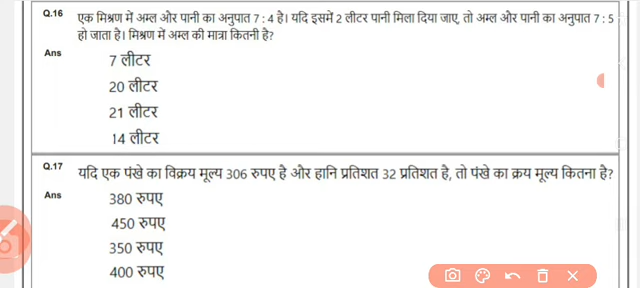 Q.16 एक मिश्रण में अम्ल और पानी का अनुपात 7 : 4 है। यदि इसमें 2 लीटर पानी मिला दिया जाए, तो अम्ल और पानी का अनुपात 7 : 5
हो जाता है। मिश्रण में अम्ल की मात्रा कितनी है?
Ans 7 लीटर
20 लीटर
21 लीटर
14 लीटर
Q.17 यदि एक पंखे का विक्रय मूल्य 306 रुपए है और हानि प्रतिशत 32 प्रतिशत है, तो पंखे का क्रय मूल्य कितना है?
Ans 380 रुपए
450 रुपए
350 रुपए
400 रुपए